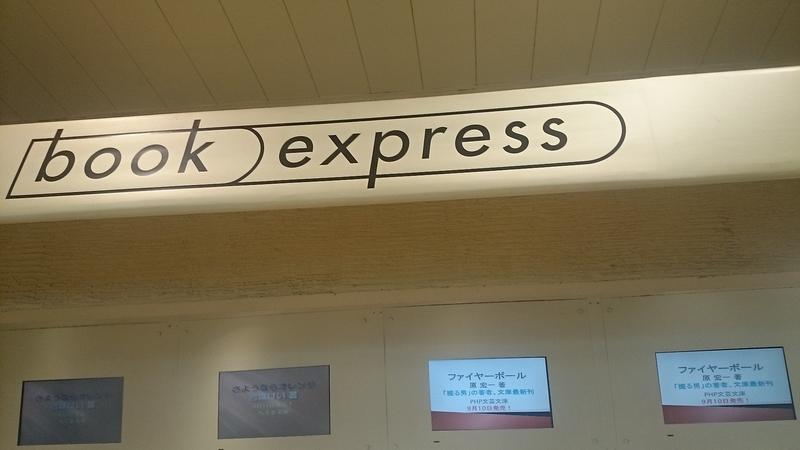 book express
ファイヤーボール
原 宏一 著
「握る男」の著者、文庫最新刊
PHP文芸文庫
9月10日発売！
ファイヤーボール
原 宏一 著
「握る男」の著者、文庫最新刊
PHP文芸文庫
9月10日発売！